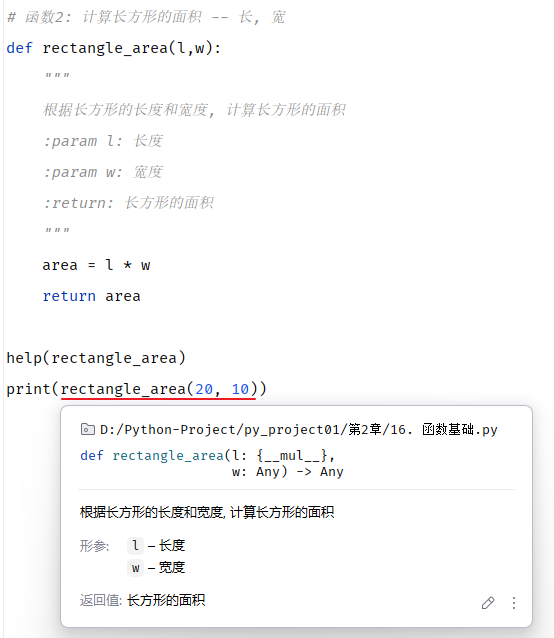 # 函数2: 计算长方形的面积 -- 长, 宽
def rectangle_area(l,w):
"""
根据长方形的长度和宽度, 计算长方形的面积
:param l: 长度
:param w: 宽度
:return: 长方形的面积
"""
area = l * w
return area
help(rectangle_area)
print(rectangle_area(20, 10))
D:/Python-Project/py_project01/第2章/16. 函数基础.py
def rectangle_area(l: {__mul__},
w: Any) -> Any
根据长方形的长度和宽度, 计算长方形的面积
形参: l – 长度
w – 宽度
返回值: 长方形的面积